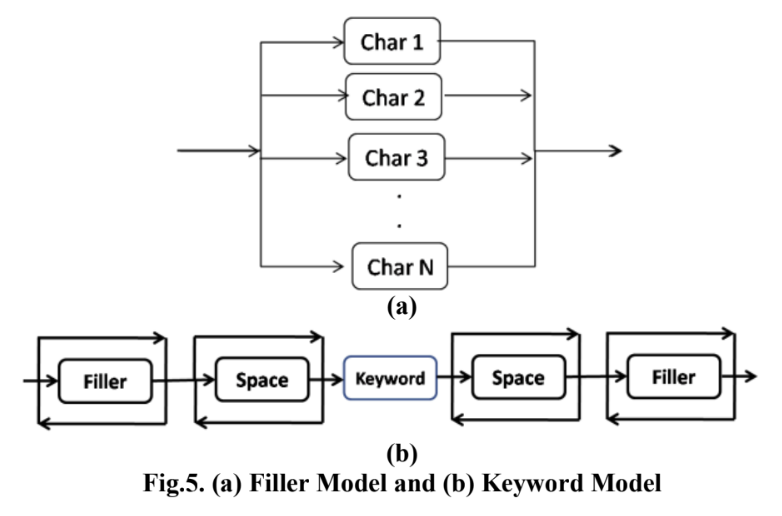 Char 1
Char 2
Char 3
.
.
Char N
(a)
Filler Space Keyword Space Filler
(b)
Fig.5. (a) Filler Model and (b) Keyword Model